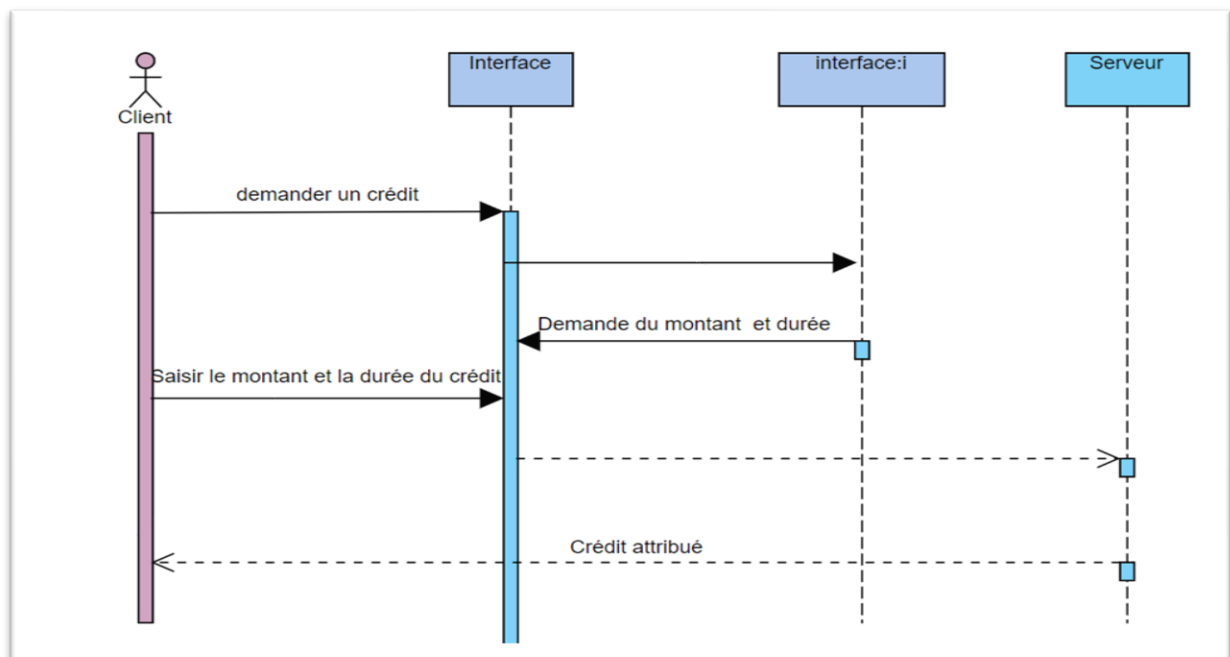 Client
Interface
interface:i
Serveur
demander un crédit
Demande du montant et durée
Saisir le montant et la durée du crédit
Crédit attribué